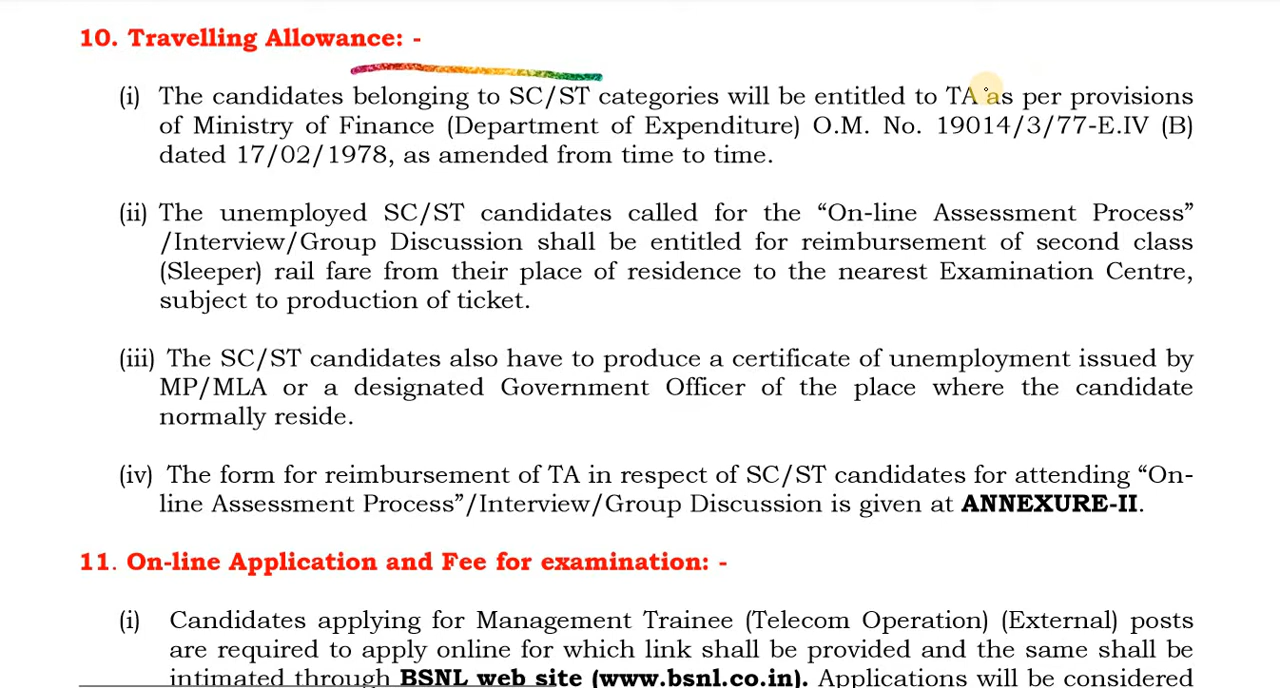 10. Travelling Allowance: -
(i) The candidates belonging to SC/ST categories will be entitled to TA as per provisions
of Ministry of Finance (Department of Expenditure) O.M. No. 19014/3/77-E.IV (B)
dated 17/02/1978, as amended from time to time.
(ii) The unemployed SC/ST candidates called for the “On-line Assessment Process”
/Interview/Group Discussion shall be entitled for reimbursement of second class
(Sleeper) rail fare from their place of residence to the nearest Examination Centre,
subject to production of ticket.
(iii) The SC/ST candidates also have to produce a certificate of unemployment issued by
MP/MLA or a designated Government Officer of the place where the candidate
normally reside.
(iv) The form for reimbursement of TA in respect of SC/ST candidates for attending “On-
line Assessment Process”/Interview/Group Discussion is given at ANNEXURE-II.
11. On-line Application and Fee for examination: -
(i) Candidates applying for Management Trainee (Telecom Operation) (External) posts
are required to apply online for which link shall be provided and the same shall be
intimated through BSNL web site (www.bsnl.co.in). Applications will be considered